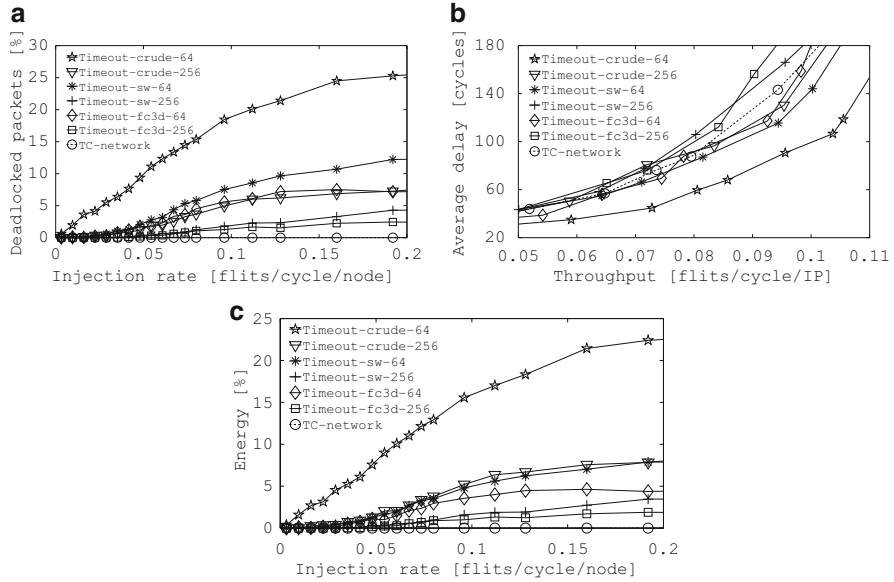 a
Deadlocked packets [%]
30
25
20
15
10
5
0
Timeout-crude-64
Timeout-crude-256
Timeout-sw-64
Timeout-sw-256
Timeout-fc3d-64
Timeout-fc3d-256
TC-network
0 0.05 0.1 0.15 0.2
Injection rate [flits/cycle/node]
b
Average delay [cycles]
180
140
100
60
20
Timeout-crude-64
Timeout-crude-256
Timeout-sw-64
Timeout-sw-256
Timeout-fc3d-64
Timeout-fc3d-256
TC-network
0.05 0.06 0.07 0.08 0.09 0.1 0.11
Throughput [flits/cycle/IP]
c
Energy [%]
25
20
15
10
5
0
Timeout-crude-64
Timeout-crude-256
Timeout-sw-64
Timeout-sw-256
Timeout-fc3d-64
Timeout-fc3d-256
TC-network
0 0.05 0.1 0.15 0.2
Injection rate [flits/cycle/node]